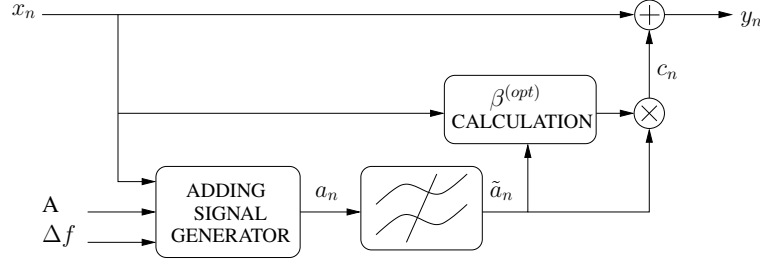 x_n
y_n
c_n
β^(opt)
CALCULATION
ADDING
SIGNAL
GENERATOR
a_n
ã_n
A
Δf